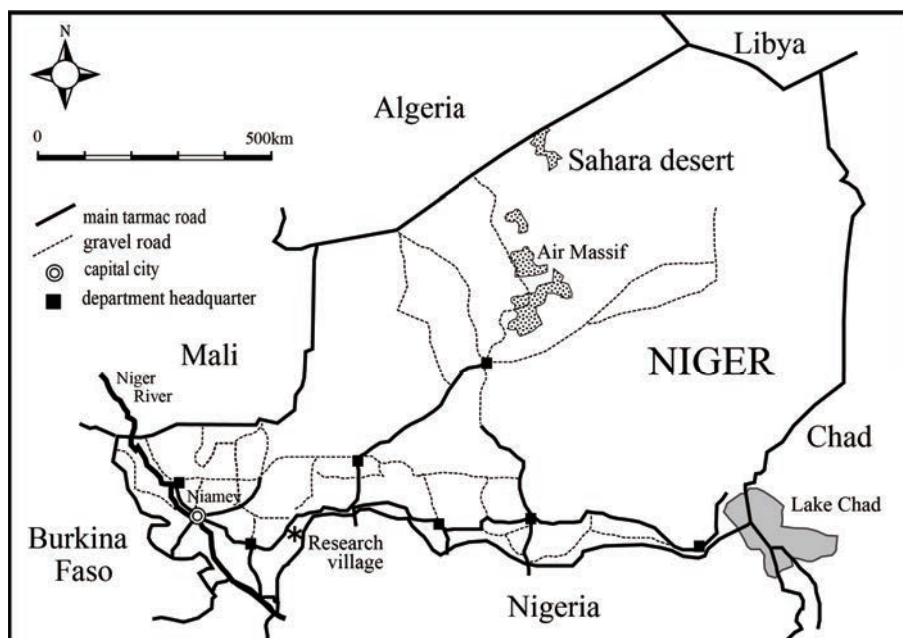 N
0
500km
main tarmac road
gravel road
capital city
department headquarter
Algeria
Libya
Sahara desert
Air Massif
Mali
Niger
River
NIGER
Chad
Lake Chad
Niamey
Burkina
Faso
Research
village
Nigeria